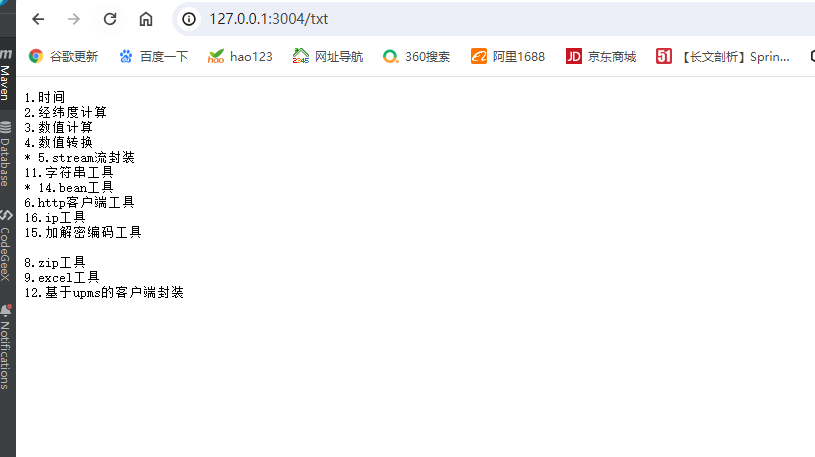 127.0.0.1:3004/txt
谷歌更新 百度一下 hao123 网址导航 360搜索 阿里1688 京东商城 【长文剖析】Sprin...
Maven
Database
CodeGeeX
Notifications
1.时间
2.经纬度计算
3.数值计算
4.数值转换
* 5.stream流封装
11.字符串工具
* 14.bean工具
6.http客户端工具
16.ip工具
15.加解密编码工具
8.zip工具
9.excel工具
12.基于upms的客户端封装